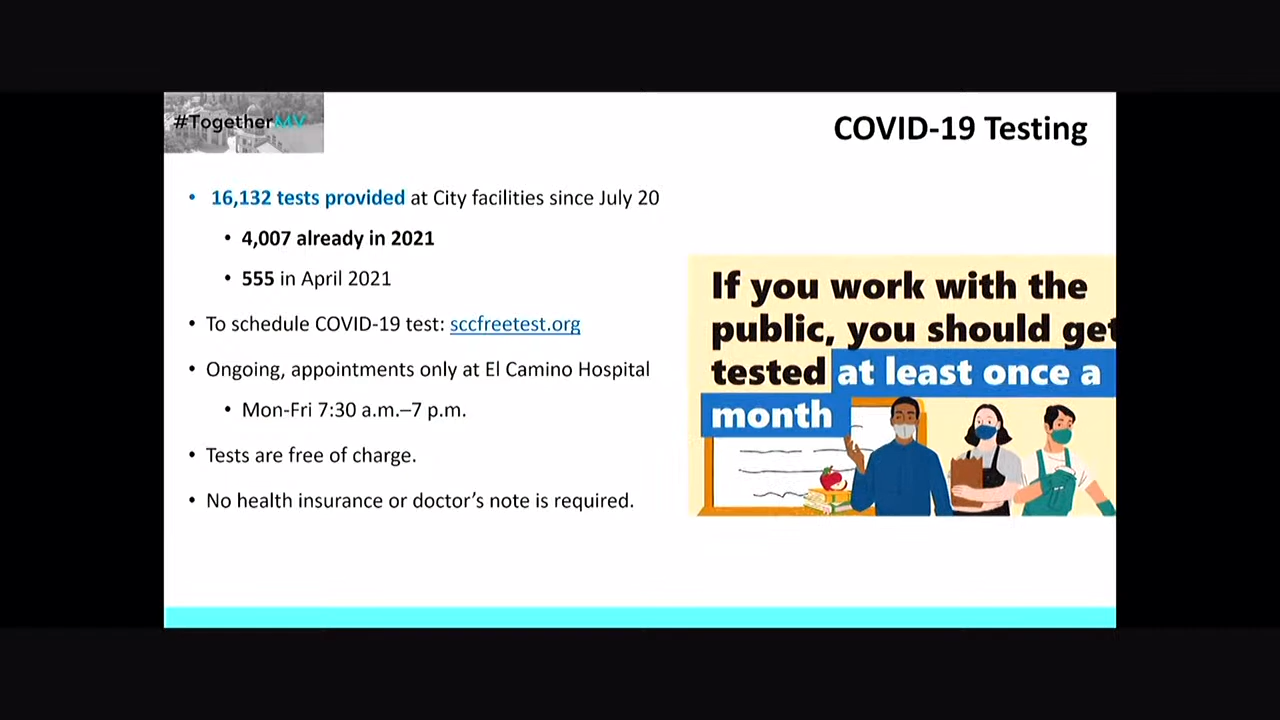 #TogetherMV
COVID-19 Testing
• 16,132 tests provided at City facilities since July 20
• 4,007 already in 2021
• 555 in April 2021
• To schedule COVID-19 test: sccfreetest.org
• Ongoing, appointments only at El Camino Hospital
• Mon-Fri 7:30 a.m.–7 p.m.
• Tests are free of charge.
• No health insurance or doctor’s note is required.
If you work with the
public, you should get
tested at least once a
month